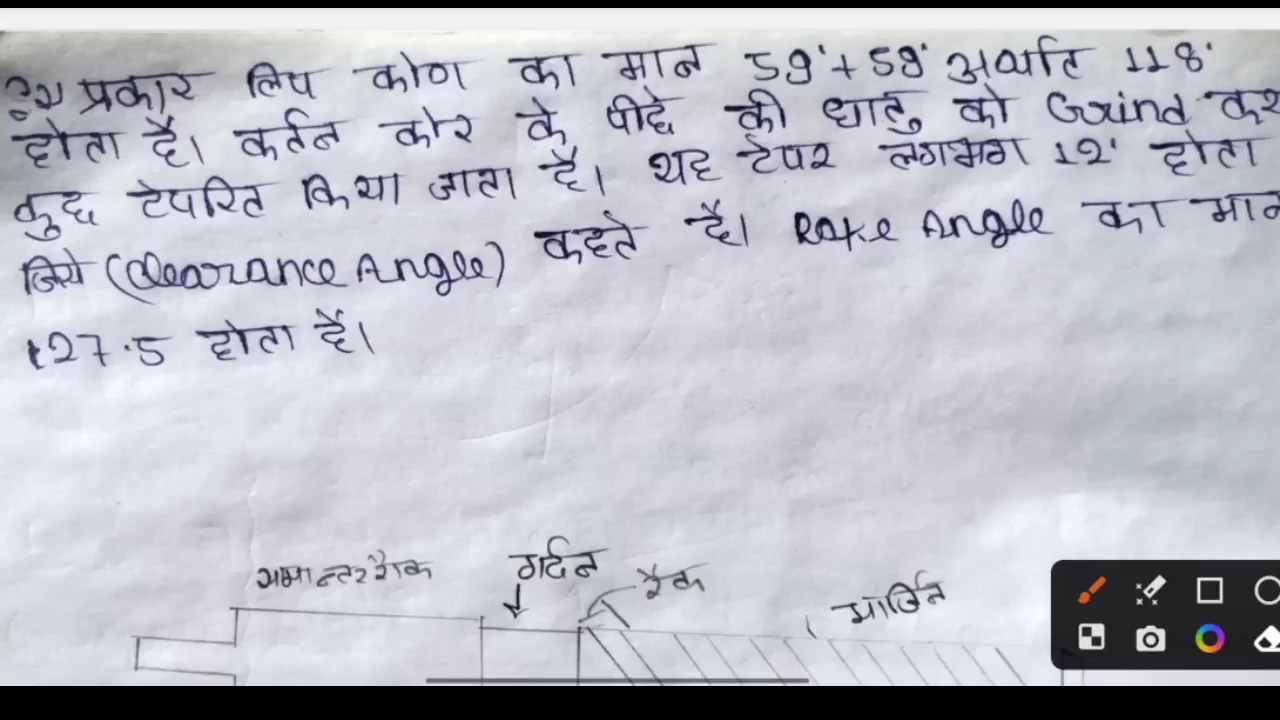 इस प्रकार लिप कोण का मान 59°+59° अर्थात 118°
होता है। कर्तन कोर के पीछे की धातु को Grind कर
कुछ टेपरित किया जाता है। यह टेपर लगभग 12° होता
जिसे (Clearance Angle) कहते है। Rake Angle का मान
27.5 होता है।
समान्तर शैंक
गर्दन
रैक
मार्जिन